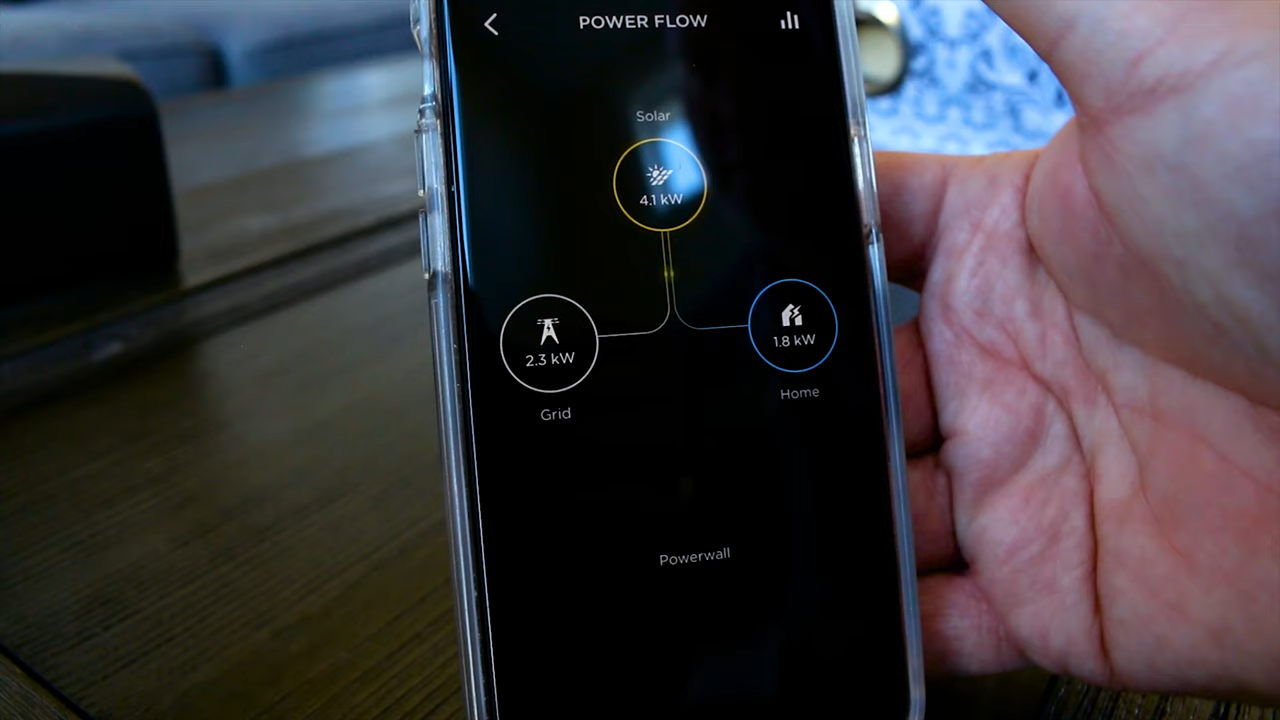 POWER FLOW
Solar
4.1 kW
2.3 kW
1.8 kW
Home
Grid
Powerwall